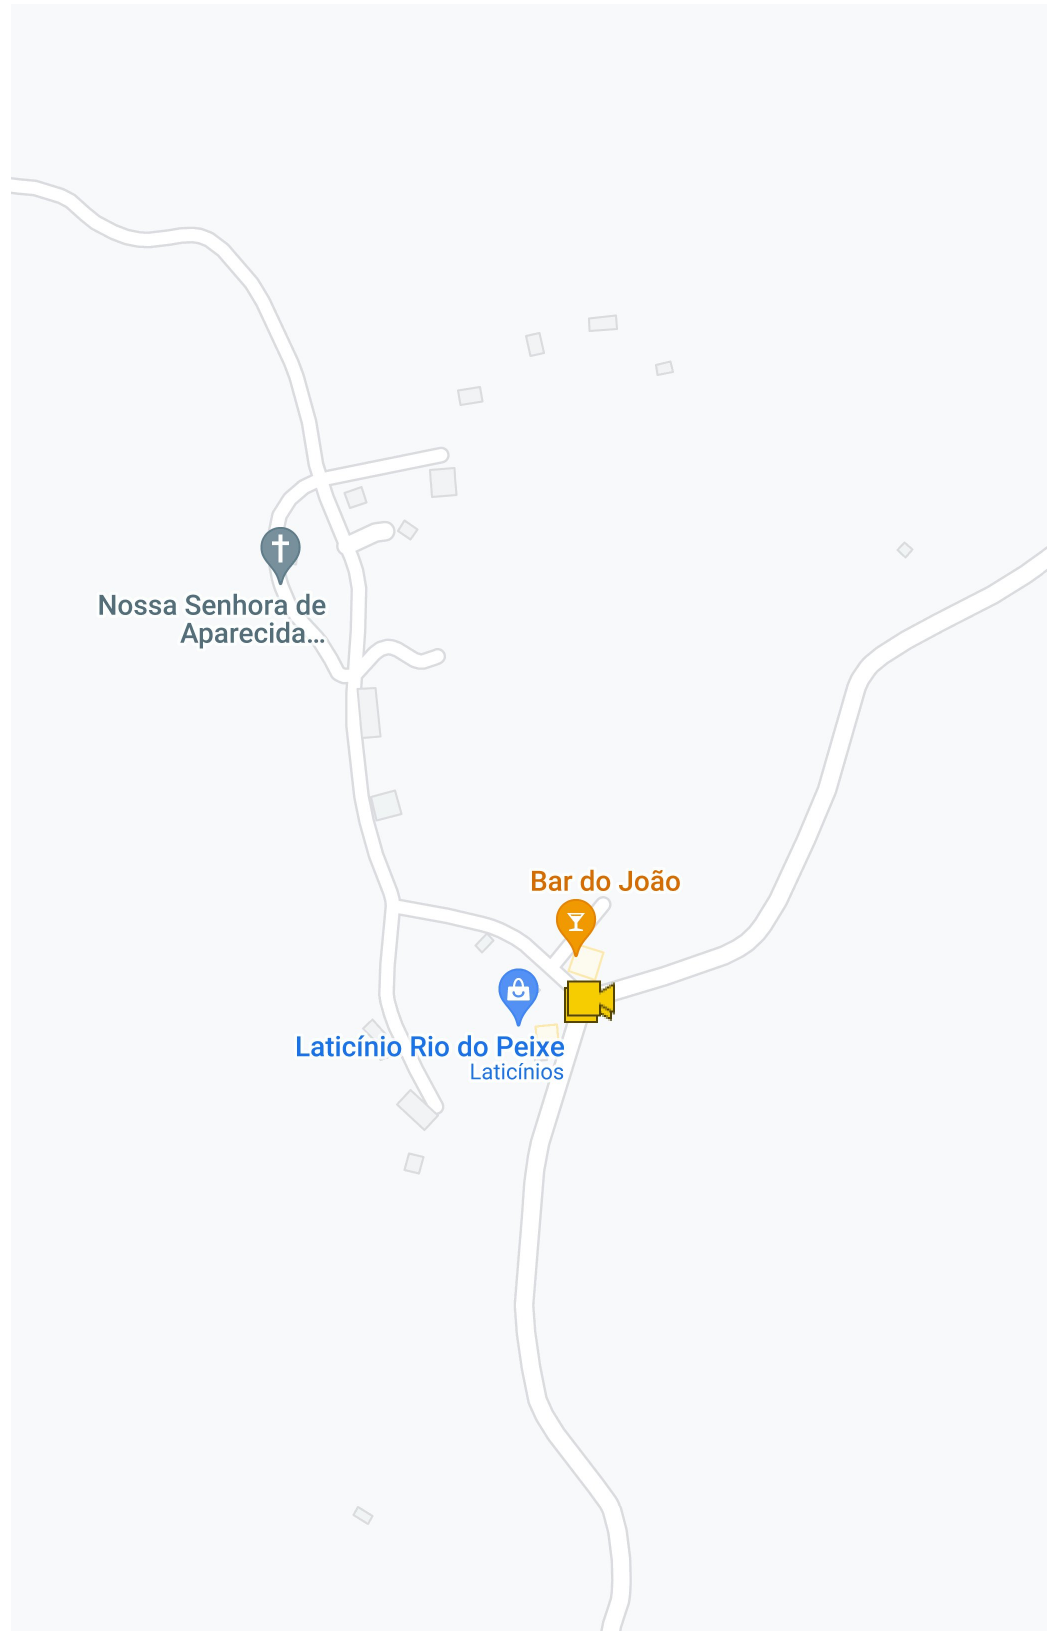 Nossa Senhora de
Aparecida...
Bar do João
Laticínio Rio do Peixe
Laticínios